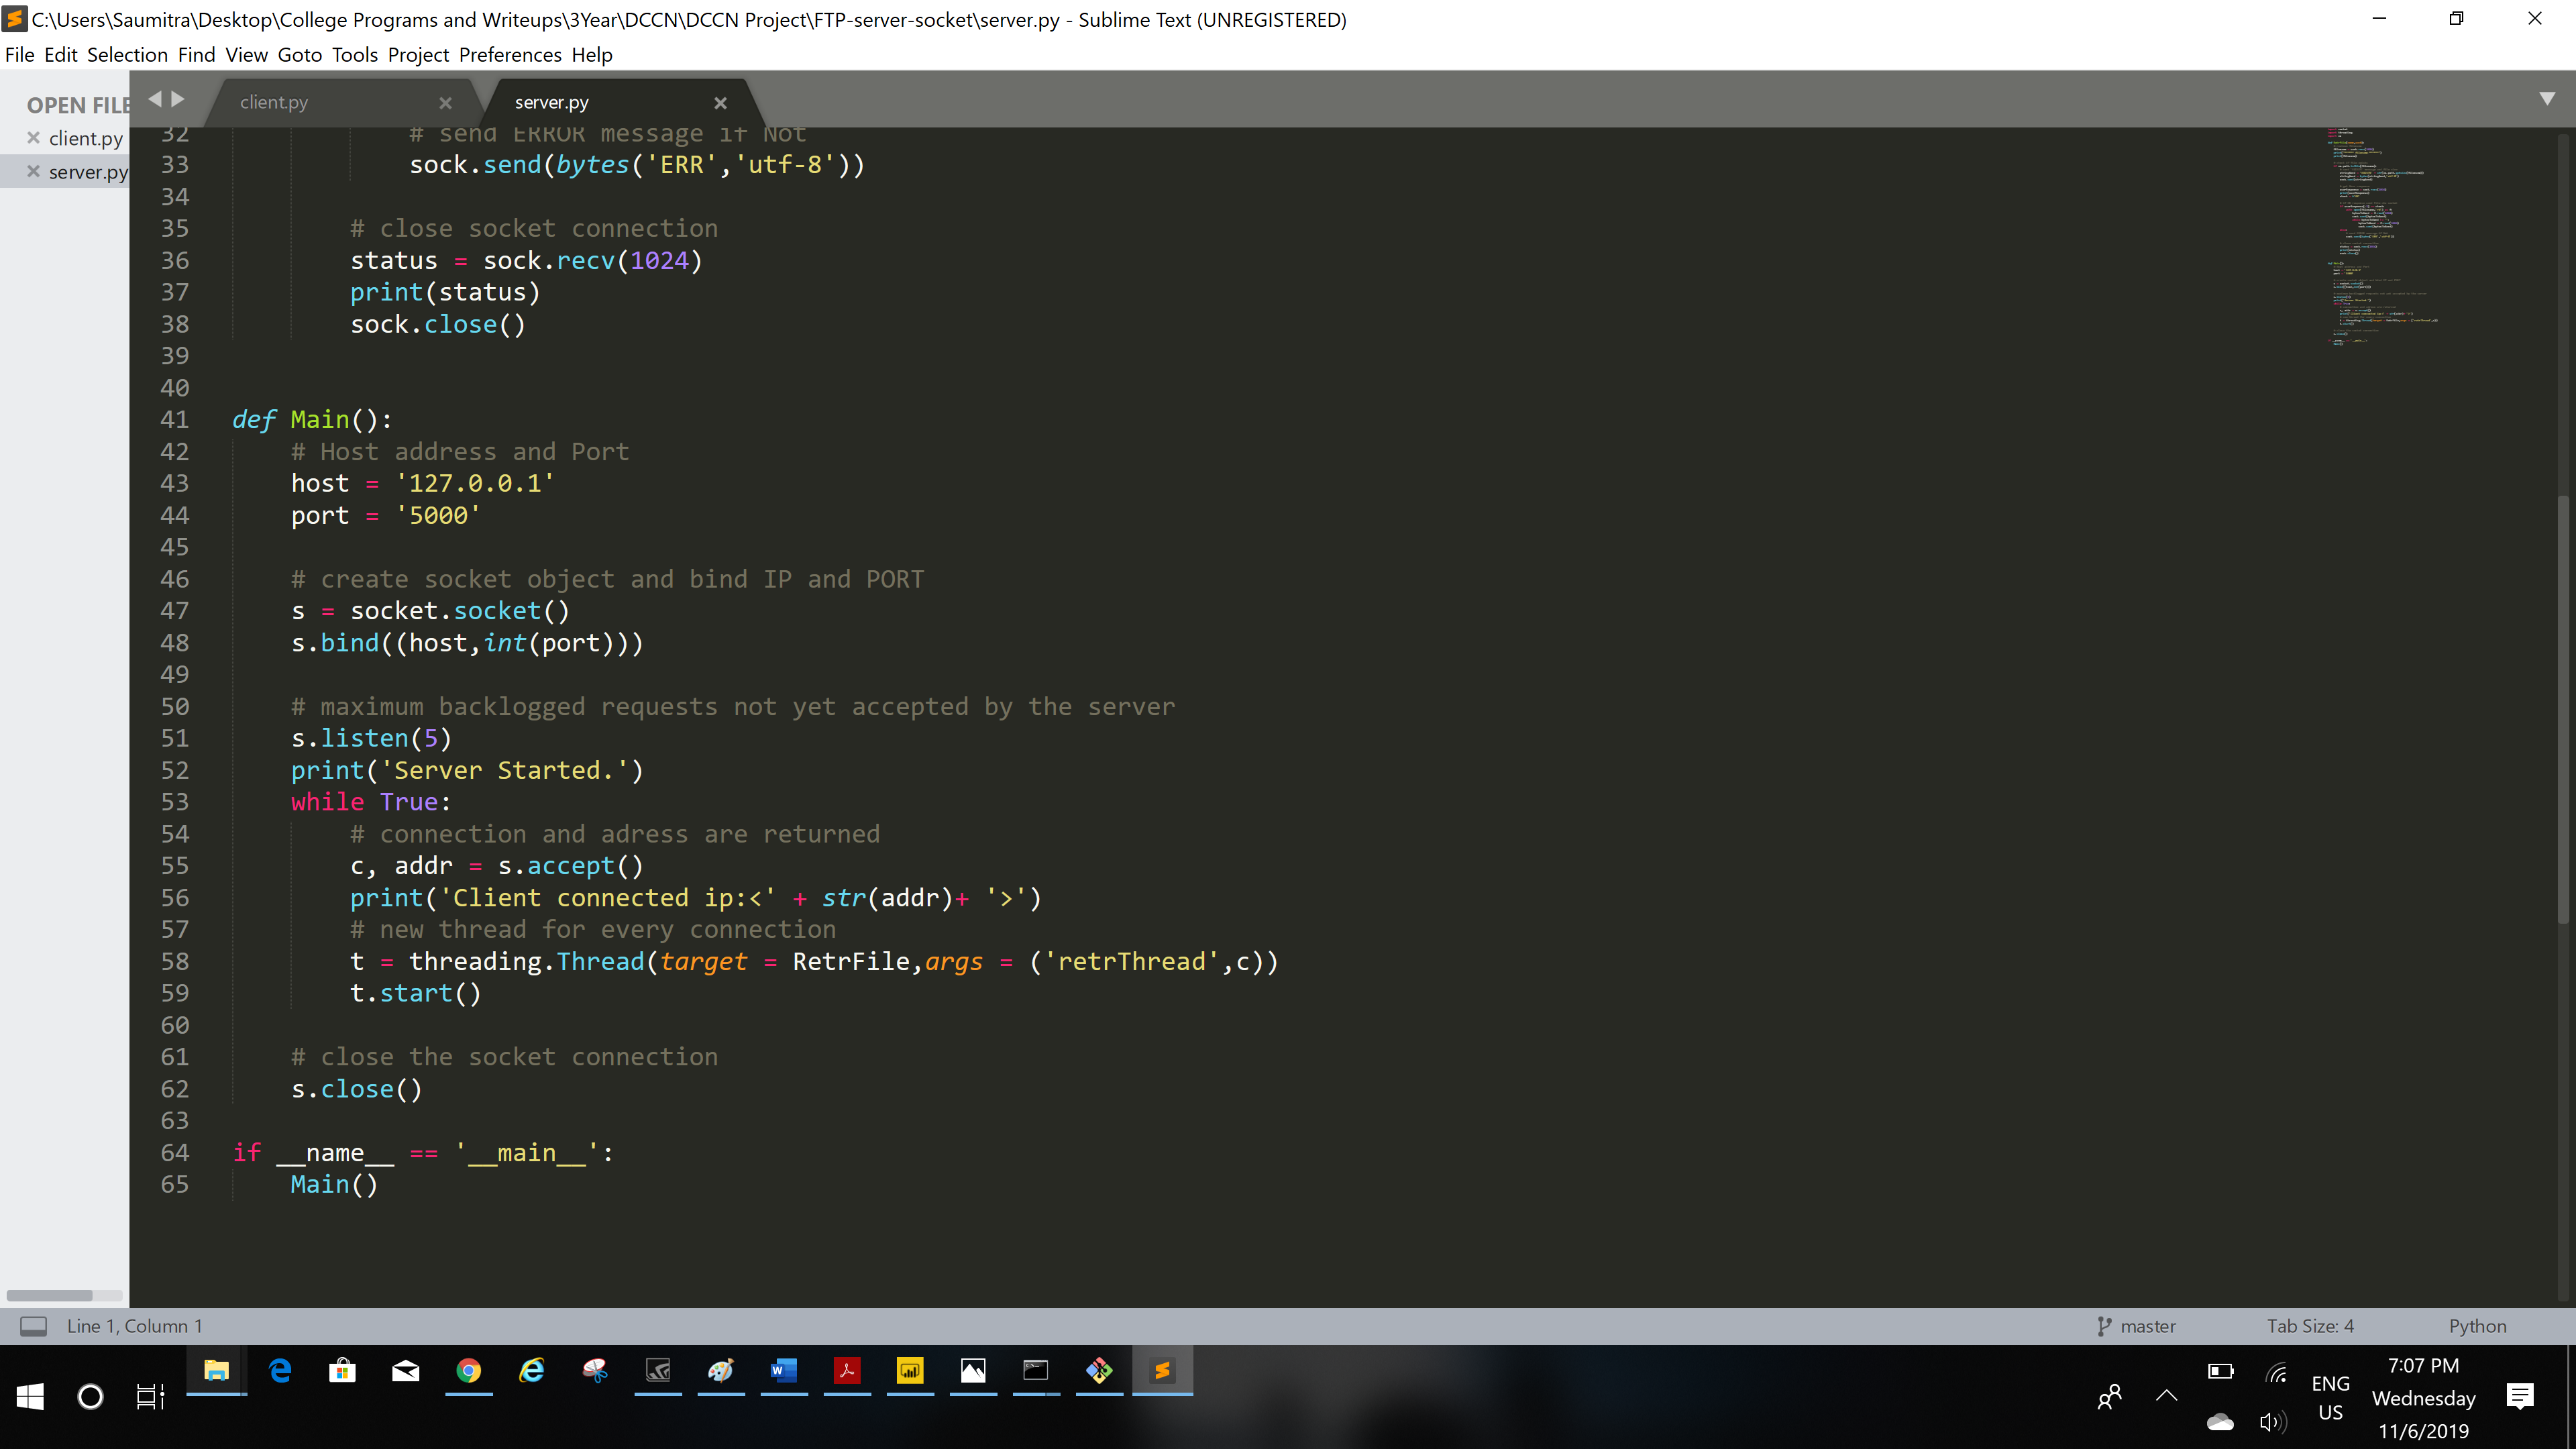 C:\Users\Saumitra\Desktop\College Programs and Writeups\3Year\DCCN\DCCN Project\FTP-server-socket\server.py - Sublime Text (UNREGISTERED)
File Edit Selection Find View Goto Tools Project Preferences Help
OPEN FILE
client.py
server.py
client.py
server.py
32 # send ERROR message if Not
33 sock.send(bytes('ERR','utf-8'))
34
35 # close socket connection
36 status = sock.recv(1024)
37 print(status)
38 sock.close()
39
40
41 def Main():
42 # Host address and Port
43 host = '127.0.0.1'
44 port = '5000'
45
46 # create socket object and bind IP and PORT
47 s = socket.socket()
48 s.bind((host,int(port)))
49
50 # maximum backlogged requests not yet accepted by the server
51 s.listen(5)
52 print('Server Started.')
53 while True:
54 # connection and adress are returned
55 c, addr = s.accept()
56 print('Client connected ip:<' + str(addr)+ '>')
57 # new thread for every connection
58 t = threading.Thread(target = RetrFile,args = ('retrThread',c))
59 t.start()
60
61 # close the socket connection
62 s.close()
63
64 if __name__ == '__main__':
65 Main()
Line 1, Column 1
master
Tab Size: 4
Python
ENG
US
7:07 PM
Wednesday
11/6/2019